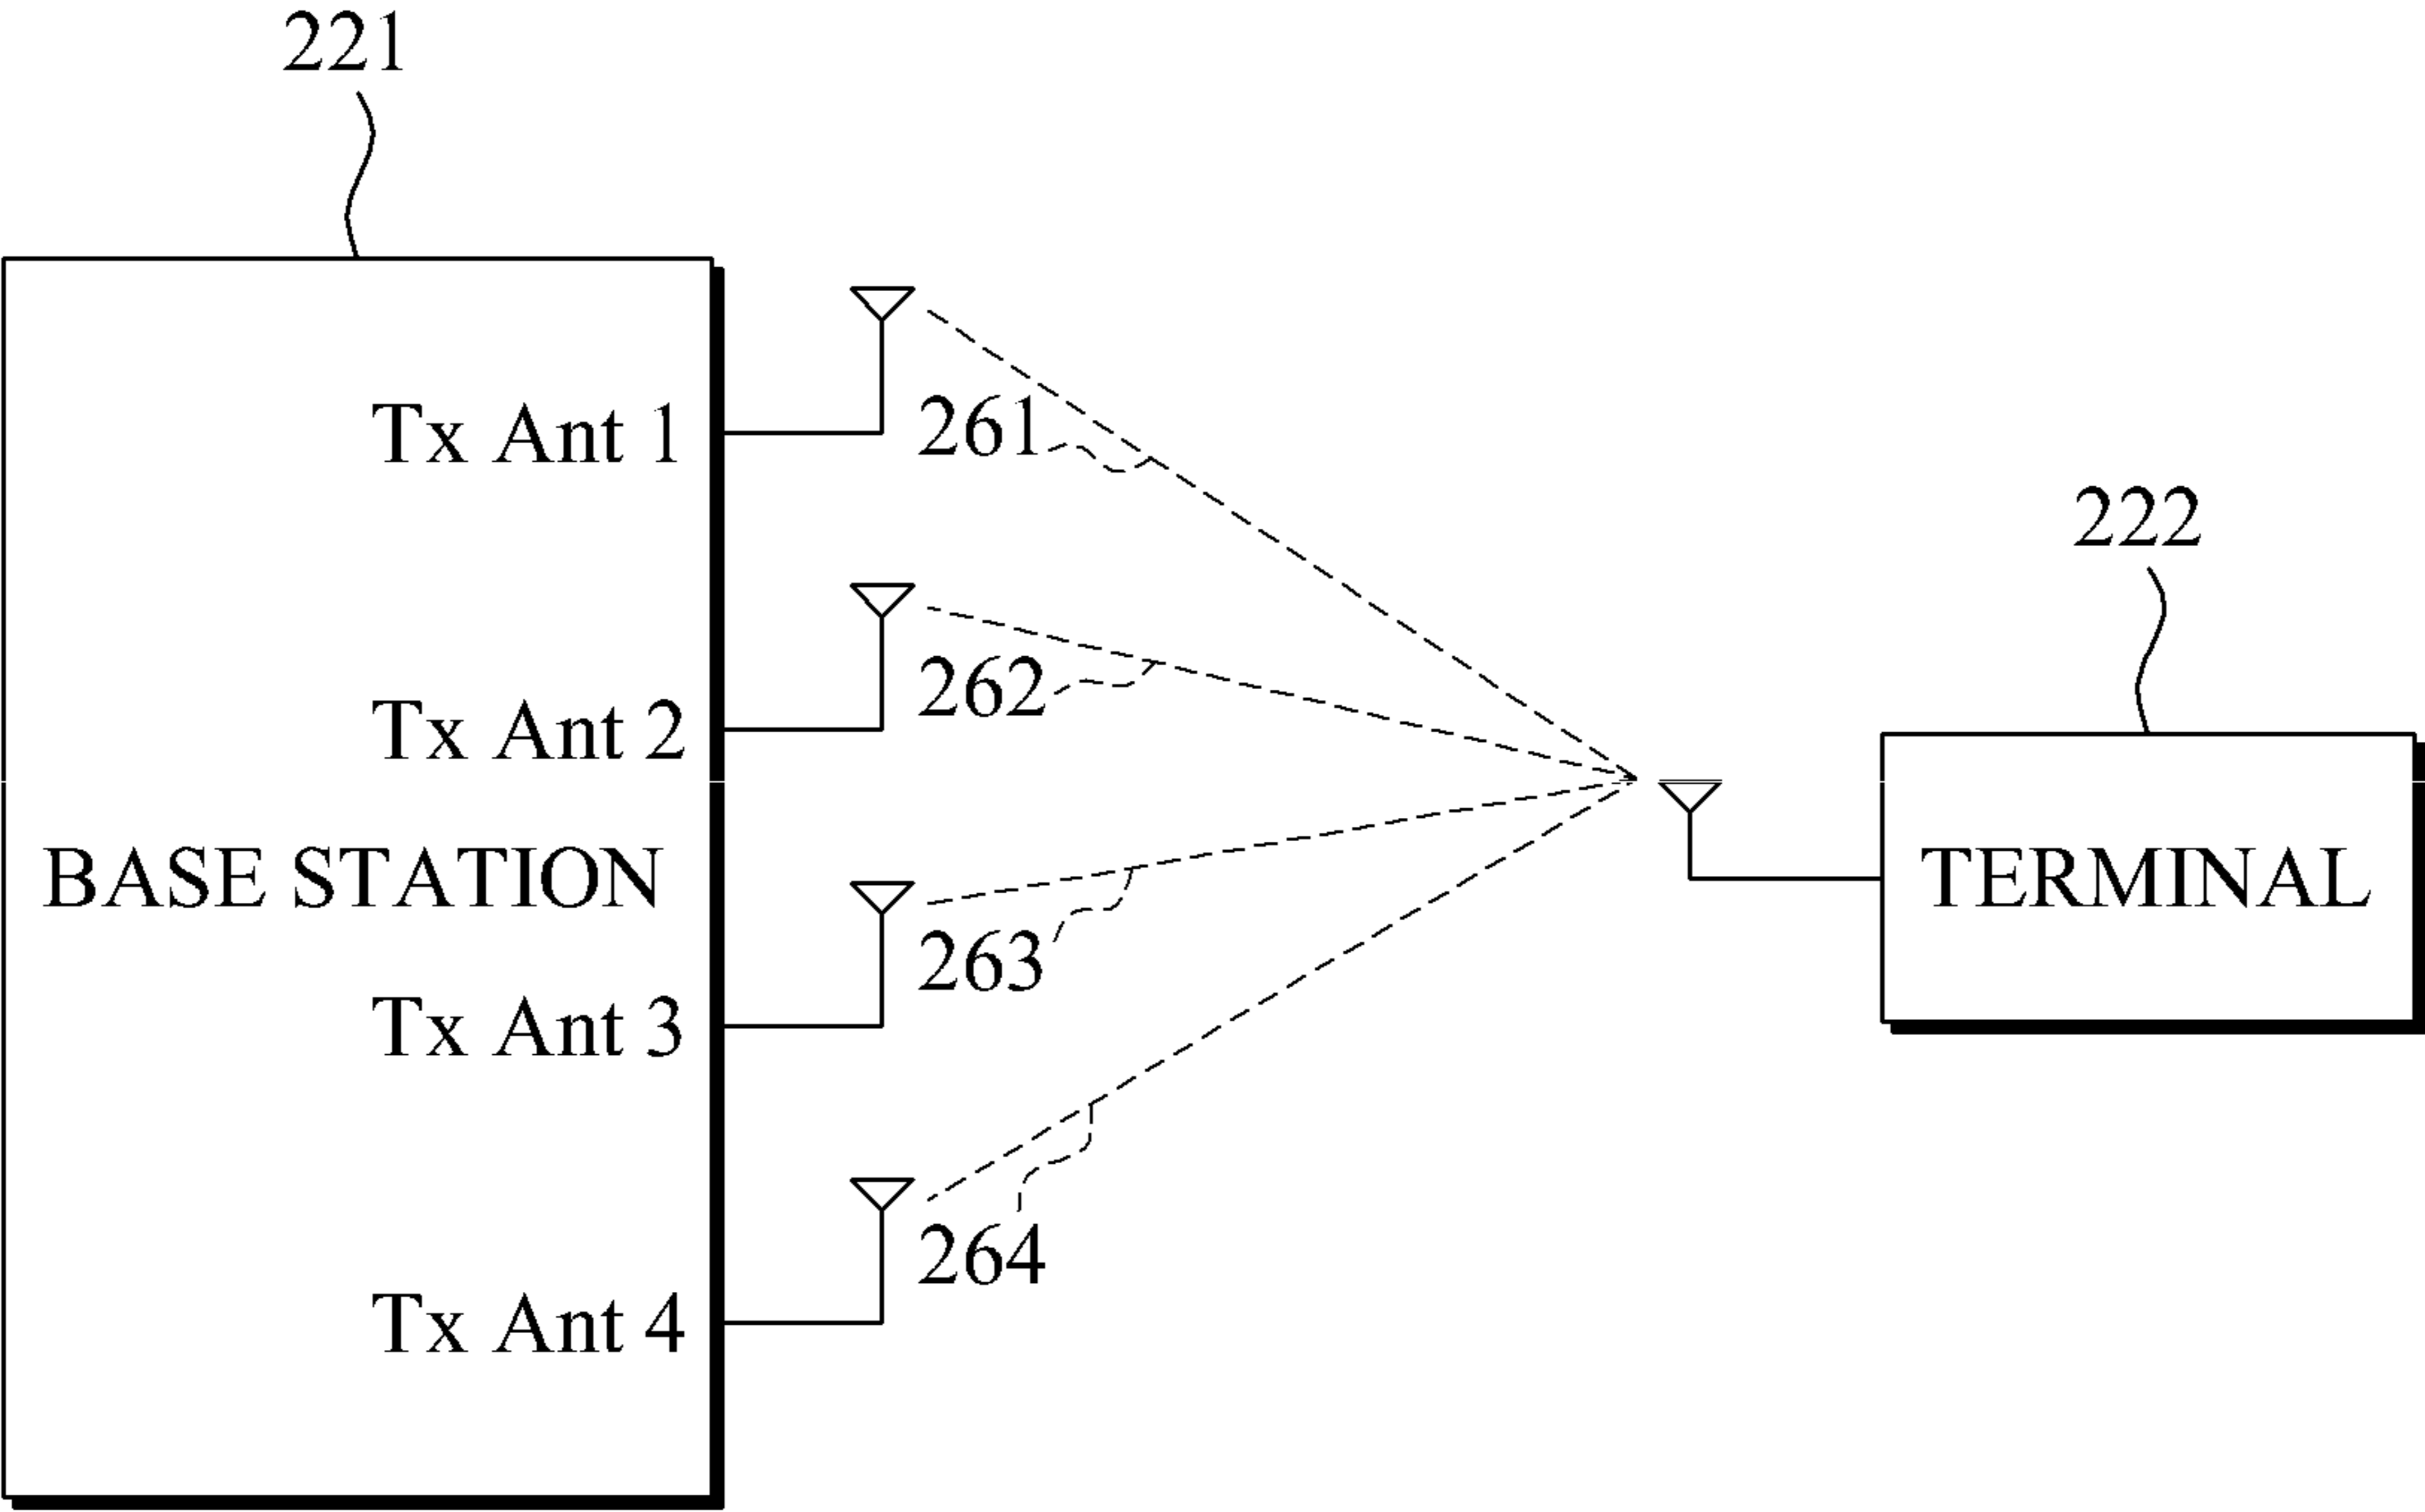 221
Tx Ant 1
261
222
Tx Ant 2
262
BASE STATION
TERMINAL
263
Tx Ant 3
264
Tx Ant 4